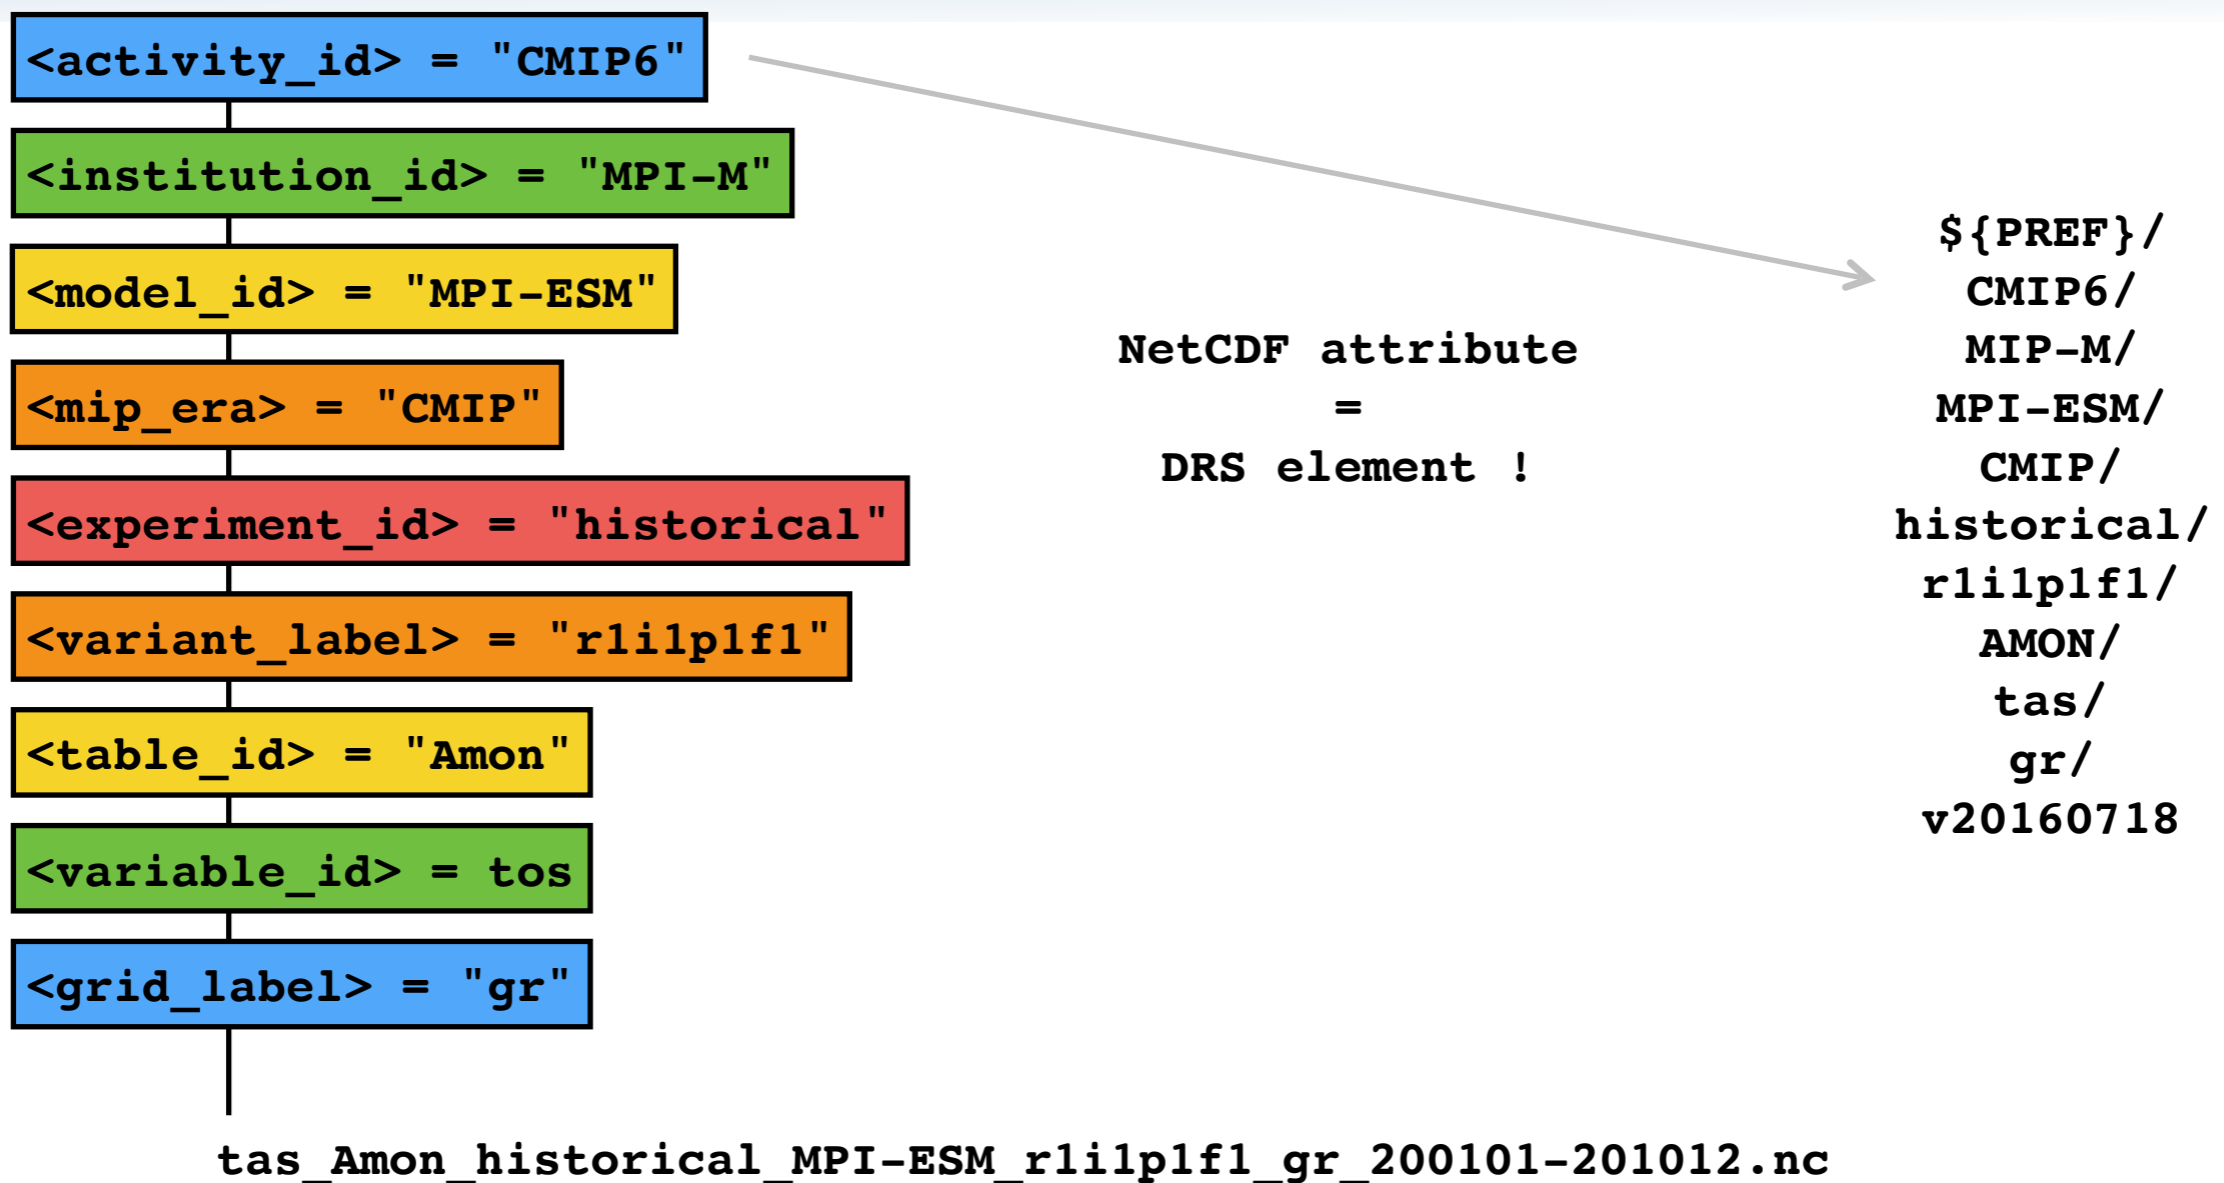 <activity_id> = "CMIP6"
<institution_id> = "MPI-M"
<model_id> = "MPI-ESM"
<mip_era> = "CMIP"
<experiment_id> = "historical"
<variant_label> = "r1i1p1f1"
<table_id> = "Amon"
<variable_id> = tos
<grid_label> = "gr"
NetCDF attribute
=
DRS element !
${PREF}/
CMIP6/
MIP-M/
MPI-ESM/
CMIP/
historical/
r1i1p1f1/
AMON/
tas/
gr/
v20160718
tas_Amon_historical_MPI-ESM_r1i1p1f1_gr_200101-201012.nc